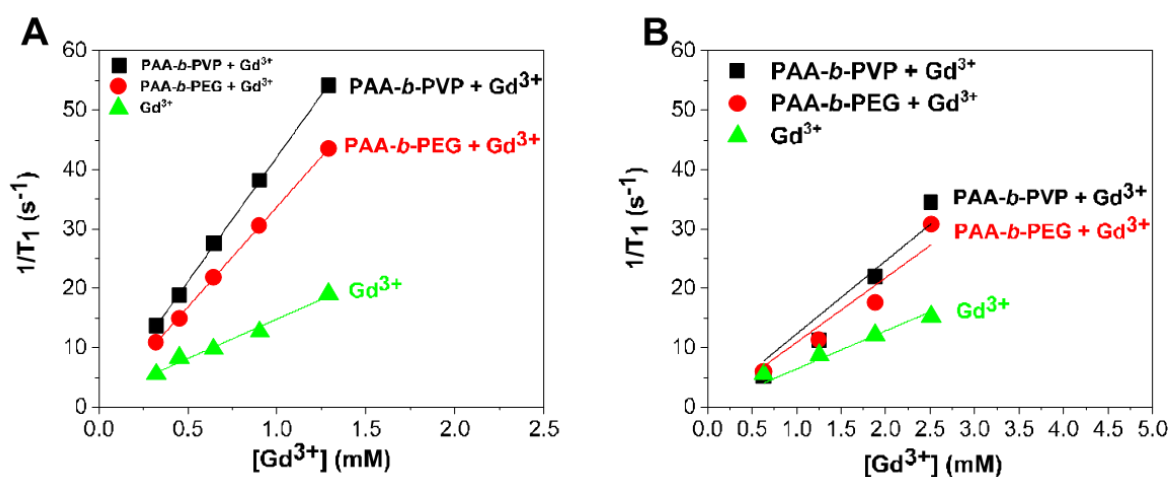 A
PAA-b-PVP + Gd³⁺
PAA-b-PEG + Gd³⁺
Gd³⁺
PAA-b-PVP + Gd³⁺
PAA-b-PEG + Gd³⁺
Gd³⁺
60
50
40
30
20
10
0
1/T₁ (s⁻¹)
0.0 0.5 1.0 1.5 2.0 2.5
[Gd³⁺] (mM)
B
PAA-b-PVP + Gd³⁺
PAA-b-PEG + Gd³⁺
Gd³⁺
PAA-b-PVP + Gd³⁺
PAA-b-PEG + Gd³⁺
Gd³⁺
60
50
40
30
20
10
0
1/T₁ (s⁻¹)
0.0 0.5 1.0 1.5 2.0 2.5 3.0 3.5 4.0 4.5 5.0
[Gd³⁺] (mM)